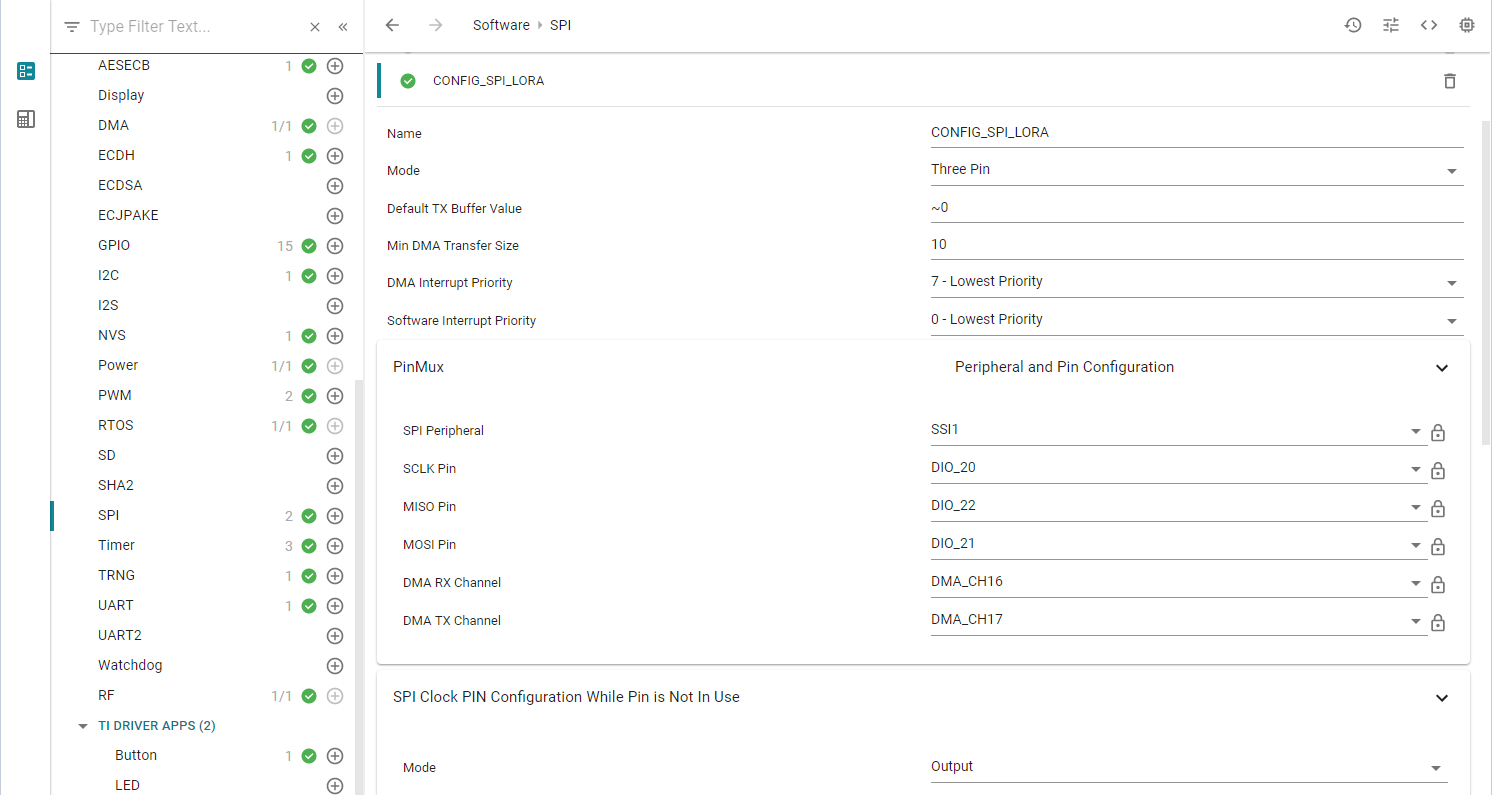 Type Filter Text...
AESECB 1
Display
DMA 1/1
ECDH 1
ECDSA
ECJPAKE
GPIO 15
I2C 1
I2S
NVS 1
Power 1/1
PWM 2
RTOS 1/1
SD
SHA2
SPI 2
Timer 3
TRNG 1
UART 1
UART2
Watchdog
RF 1/1
TI DRIVER APPS (2)
Button 1
LED
Software SPI
CONFIG_SPI_LORA
Name CONFIG_SPI_LORA
Mode Three Pin
Default TX Buffer Value ~0
Min DMA Transfer Size 10
DMA Interrupt Priority 7 - Lowest Priority
Software Interrupt Priority 0 - Lowest Priority
PinMux Peripheral and Pin Configuration
SPI Peripheral SSI1
SCLK Pin DIO_20
MISO Pin DIO_22
MOSI Pin DIO_21
DMA RX Channel DMA_CH16
DMA TX Channel DMA_CH17
SPI Clock PIN Configuration While Pin is Not In Use
Mode Output